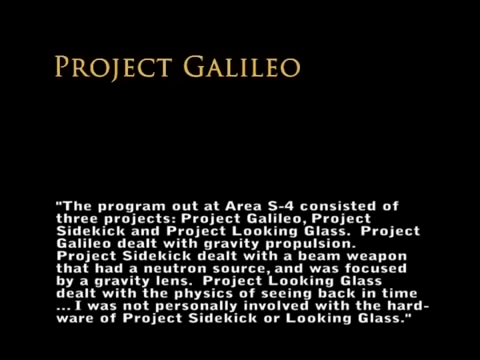 PROJECT GALILEO
"The program out at Area S-4 consisted of
three projects: Project Galileo, Project
Sidekick and Project Looking Glass.  Project
Galileo dealt with gravity propulsion.
Project Sidekick dealt with a beam weapon
that had a neutron source, and was focused
by a gravity lens.  Project Looking Glass
dealt with the physics of seeing back in time
... I was not personally involved with the hard-
ware of Project Sidekick or Looking Glass."